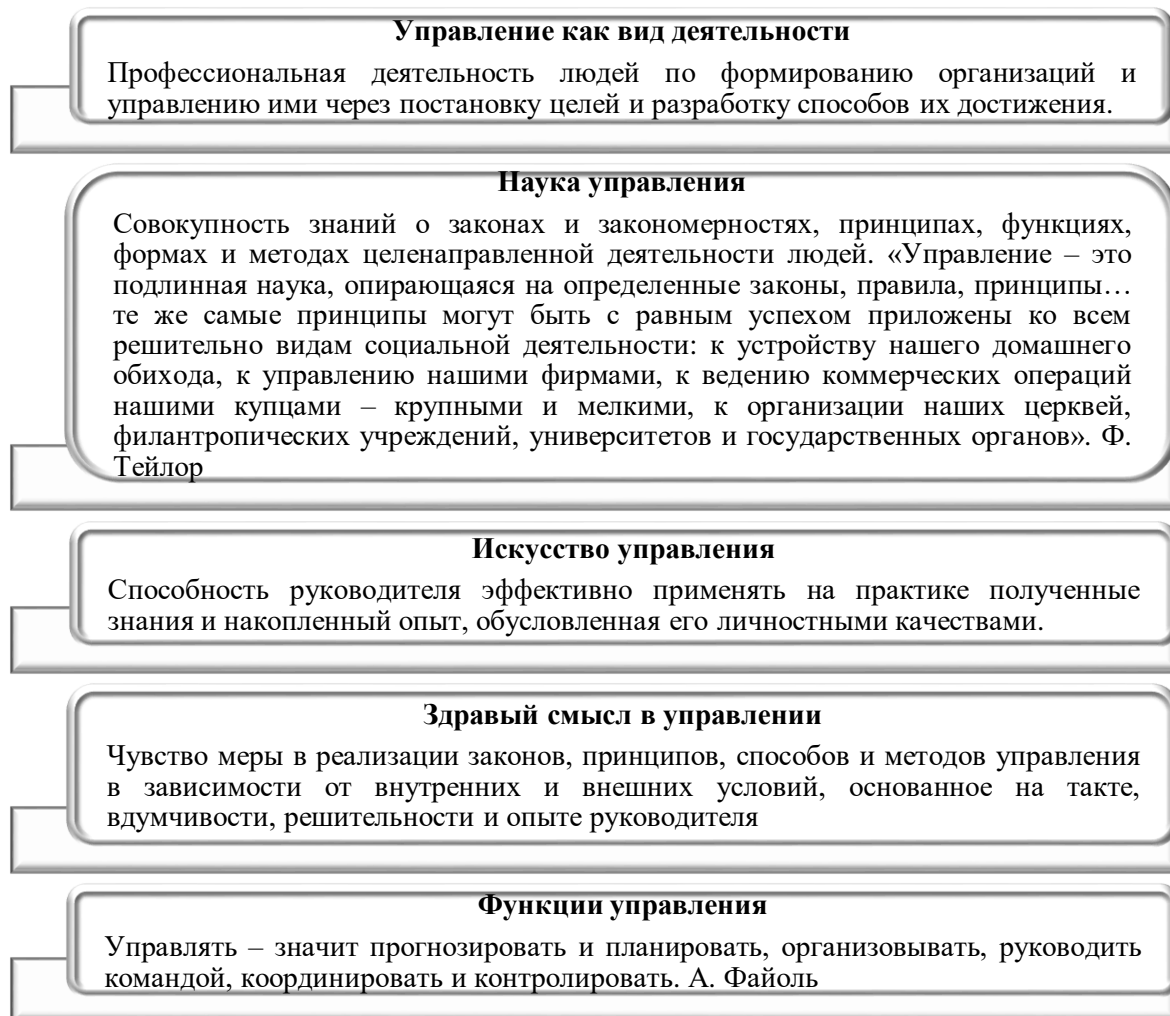 Управление как вид деятельности
Профессиональная деятельность людей по формированию организаций и
управлению ими через постановку целей и разработку способов их достижения.
Наука управления
Совокупность знаний о законах и закономерностях, принципах, функциях,
формах и методах целенаправленной деятельности людей. «Управление – это
подлинная наука, опирающаяся на определенные законы, правила, принципы…
те же самые принципы могут быть с равным успехом приложены ко всем
решительно видам социальной деятельности: к устройству нашего домашнего
обихода, к управлению нашими фирмами, к ведению коммерческих операций
нашими купцами – крупными и мелкими, к организации наших церквей,
филантропических учреждений, университетов и государственных органов». Ф.
Тейлор
Искусство управления
Способность руководителя эффективно применять на практике полученные
знания и накопленный опыт, обусловленная его личностными качествами.
Здравый смысл в управлении
Чувство меры в реализации законов, принципов, способов и методов управления
в зависимости от внутренних и внешних условий, основанное на такте,
вдумчивости, решительности и опыте руководителя
Функции управления
Управлять – значит прогнозировать и планировать, организовывать, руководить
командой, координировать и контролировать. А. Файоль